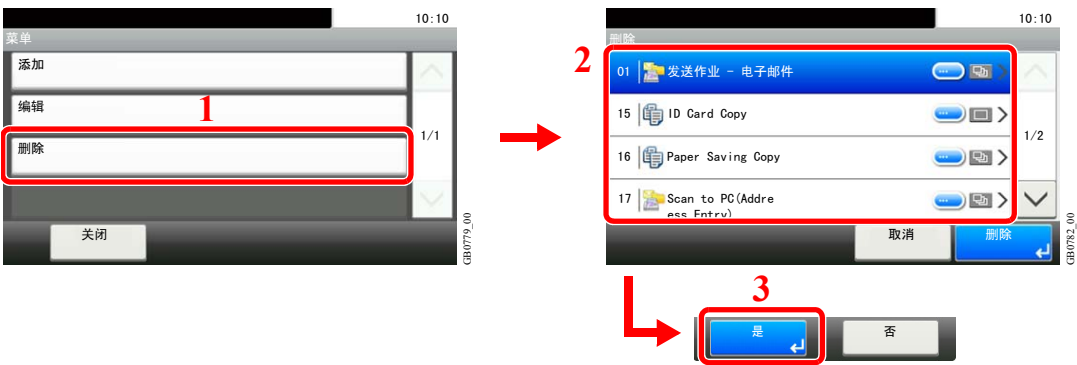 10:10
菜单
添加
编辑
1
删除
1/1
关闭
GB0779_00
10:10
删除
2
01 发送作业 - 电子邮件
15 ID Card Copy
16 Paper Saving Copy
17 Scan to PC(Addre
ess Entry)
1/2
取消
删除
GB0782_00
3
是
否